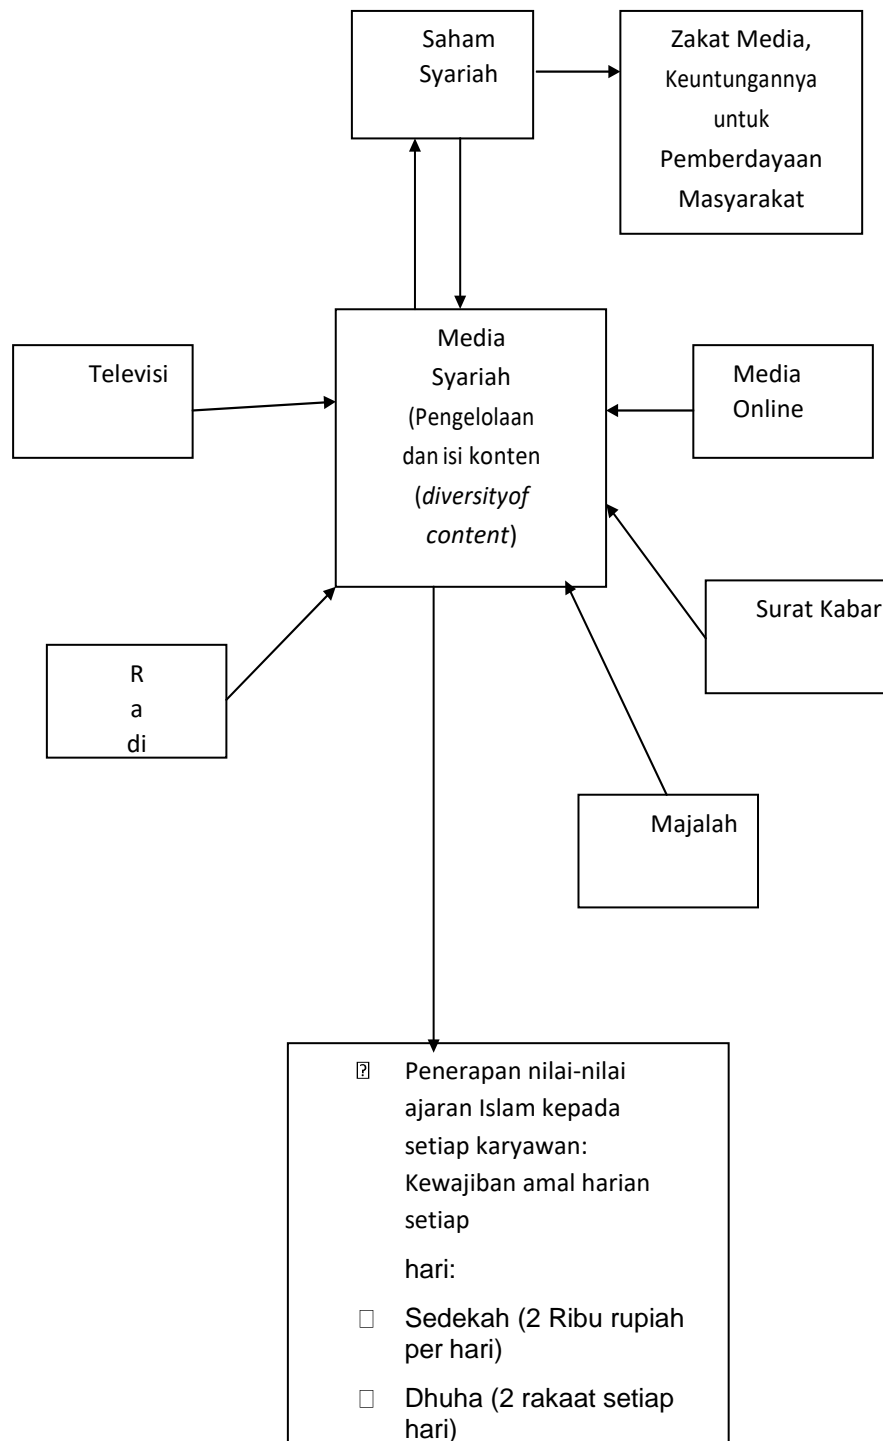 Saham
Syariah
Zakat Media,
Keuntungannya
untuk
Pemberdayaan
Masyarakat
Media
Syariah
(Pengelolaan
dan isi konten
(diversityof
content)
Televisi
Media
Online
Surat Kabar
R
a
di
Majalah
Penerapan nilai-nilai
ajaran Islam kepada
setiap karyawan:
Kewajiban amal harian
setiap
hari:
Sedekah (2 Ribu rupiah
per hari)
Dhuha (2 rakaat setiap
hari)